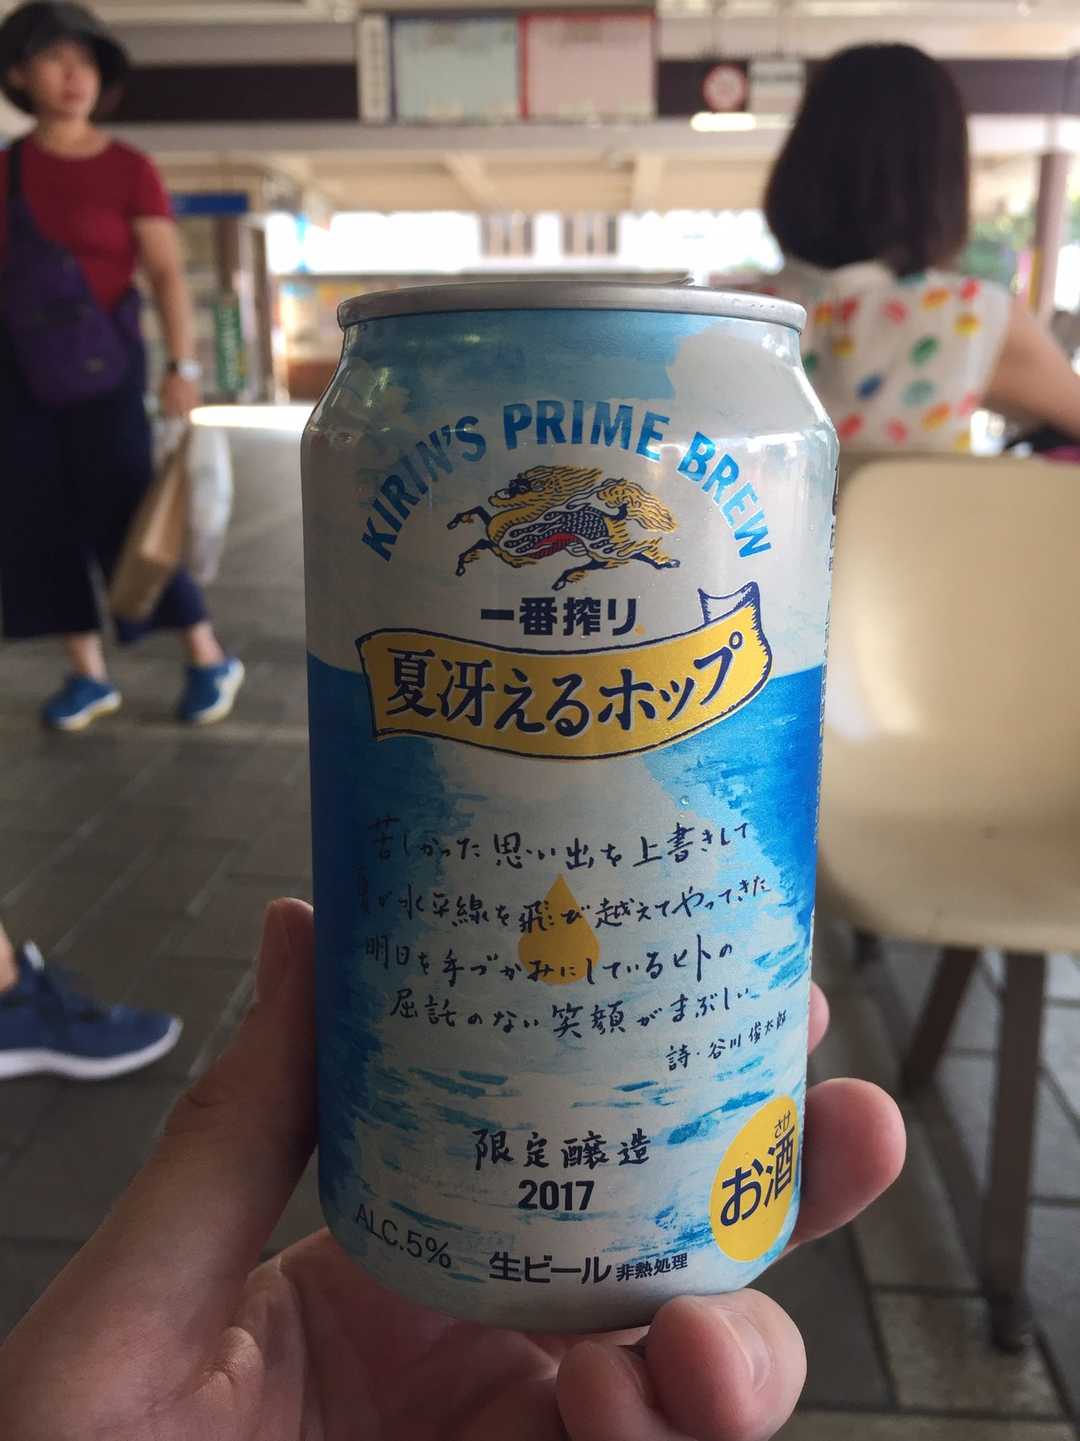 KIRIN'S PRIME BREW
一番搾り
夏冴えるホップ
苦しかった思い出を上書きして
夏が水平線を飛び越えてやってきた
明日を手づかみにしているヒトの
屈託のない笑顔がまぶしい
詩・谷川俊太郎
限定醸造
2017
さけ
お酒
ALC.5%
生ビール 非熱処理